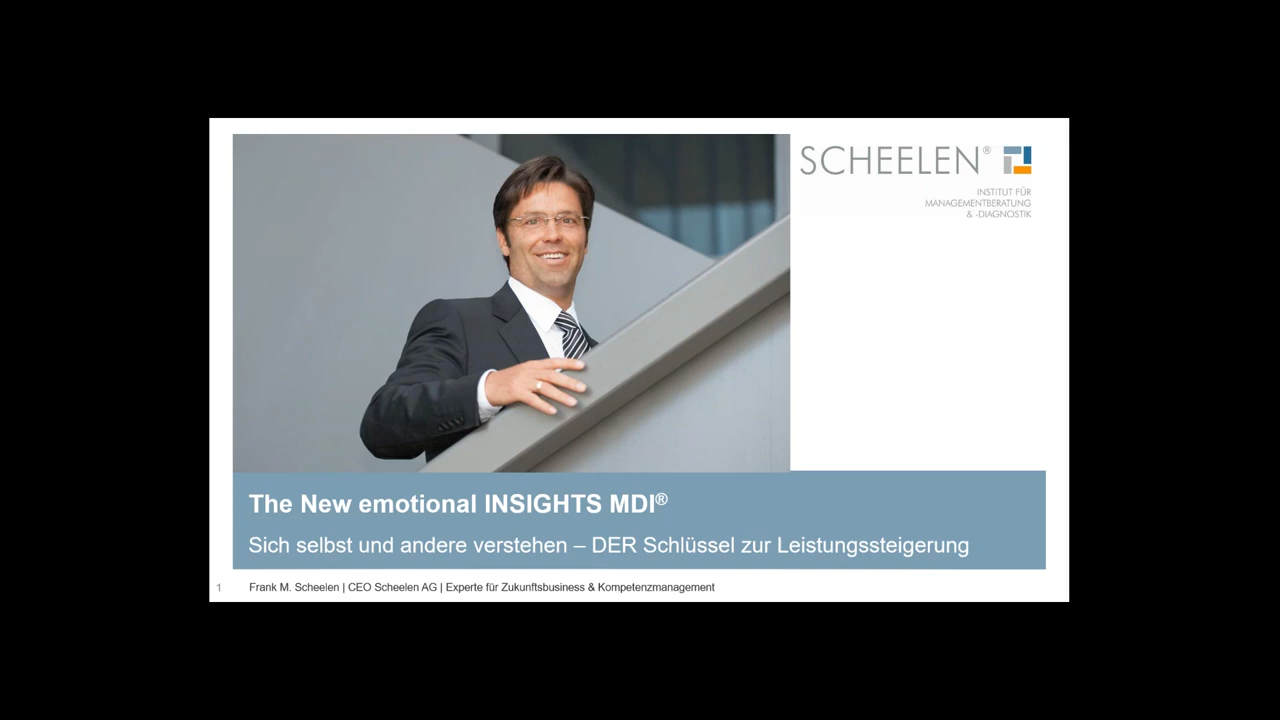 SCHEELEN®
INSTITUT FÜR
MANAGEMENTBERATUNG
& -DIAGNOSTIK
The New emotional INSIGHTS MDI®
Sich selbst und andere verstehen – DER Schlüssel zur Leistungssteigerung
1 Frank M. Scheelen | CEO Scheelen AG | Experte für Zukunftsbusiness & Kompetenzmanagement